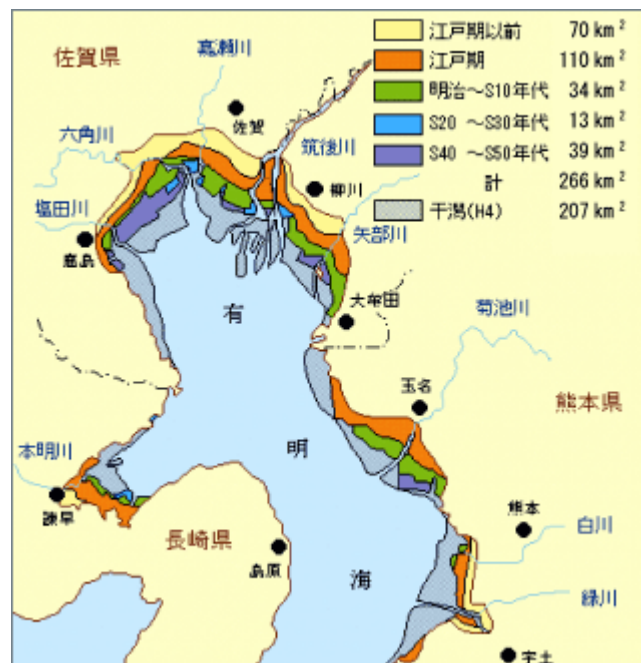 江戸期以前 70 km²
江戸期 110 km²
明治～S10年代 34 km²
S20～S30年代 13 km²
S40～S50年代 39 km²
計 266 km²
干潟(H4) 207 km²
佐賀県
嘉瀬川
佐賀
六角川
筑後川
柳川
塩田川
矢部川
鹿島
大牟田
菊池川
有
玉名
熊本県
明
本明川
諫早
熊本
長崎県
白川
島原
海
緑川
宇土